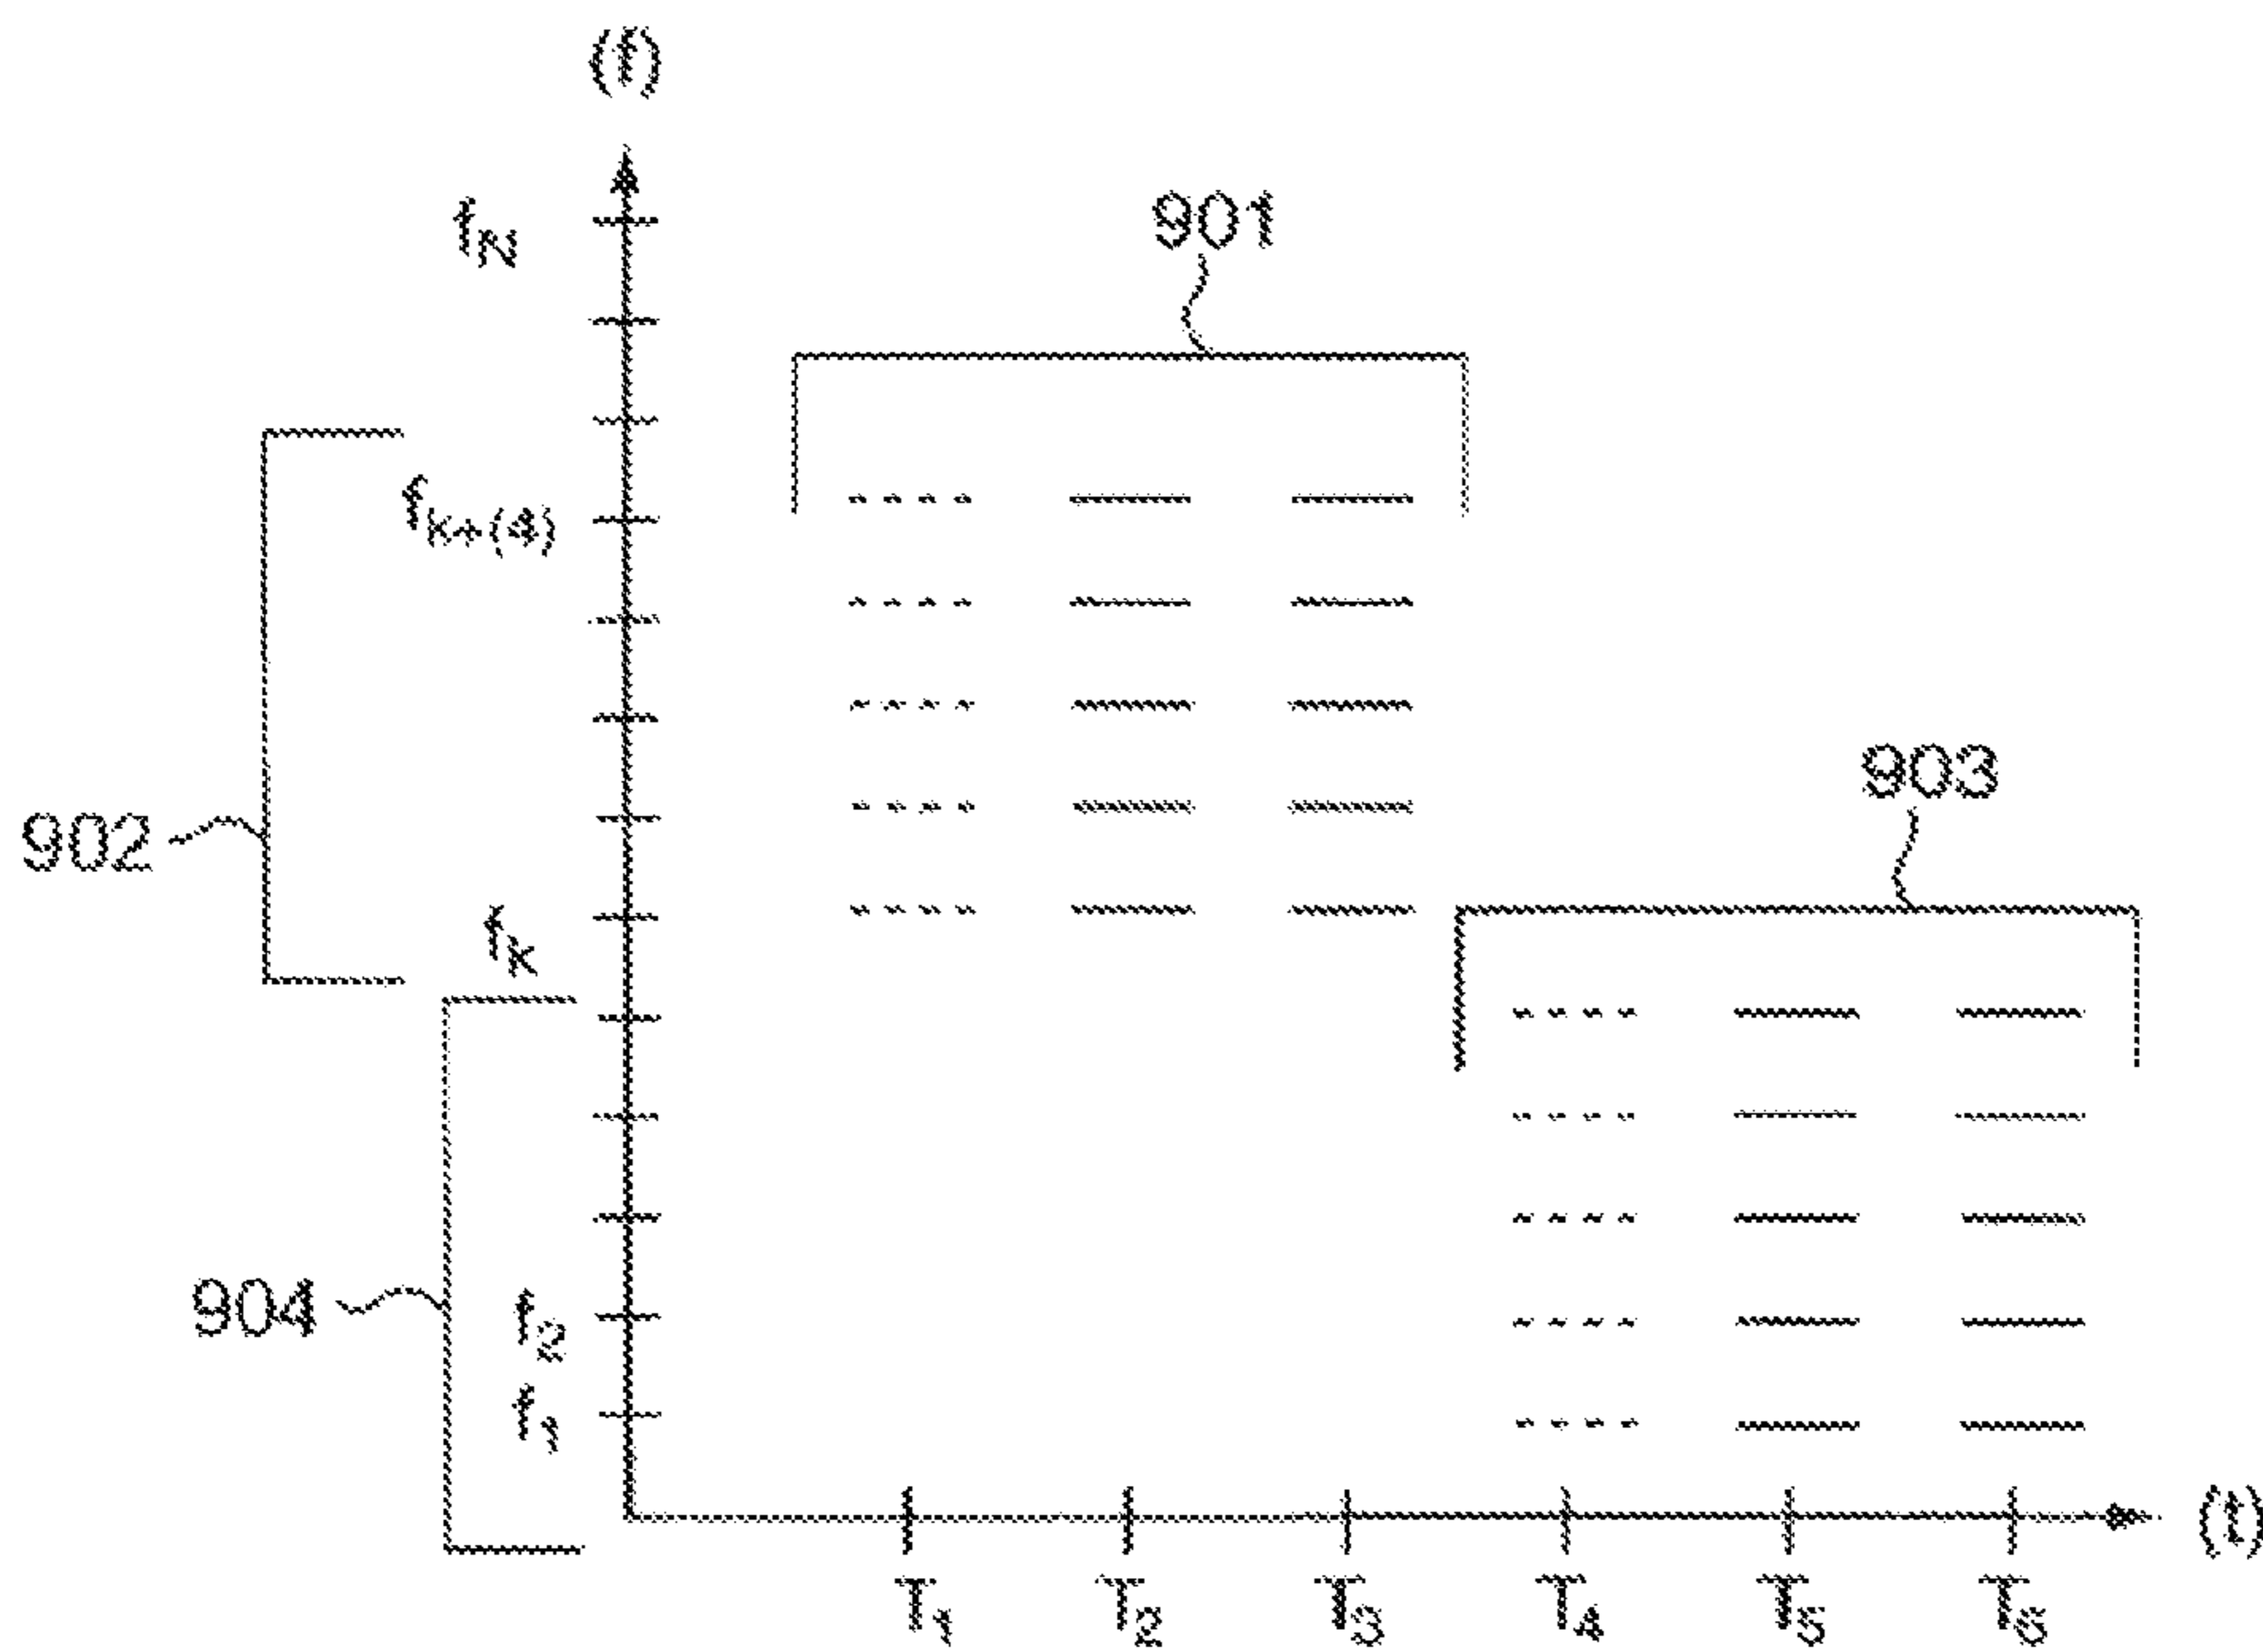 (f)
f_N
901
f_k+(4)
903
902
f_k
904
f_2
f_1
(t)
T_1 T_2 T_3 T_4 T_5 T_6